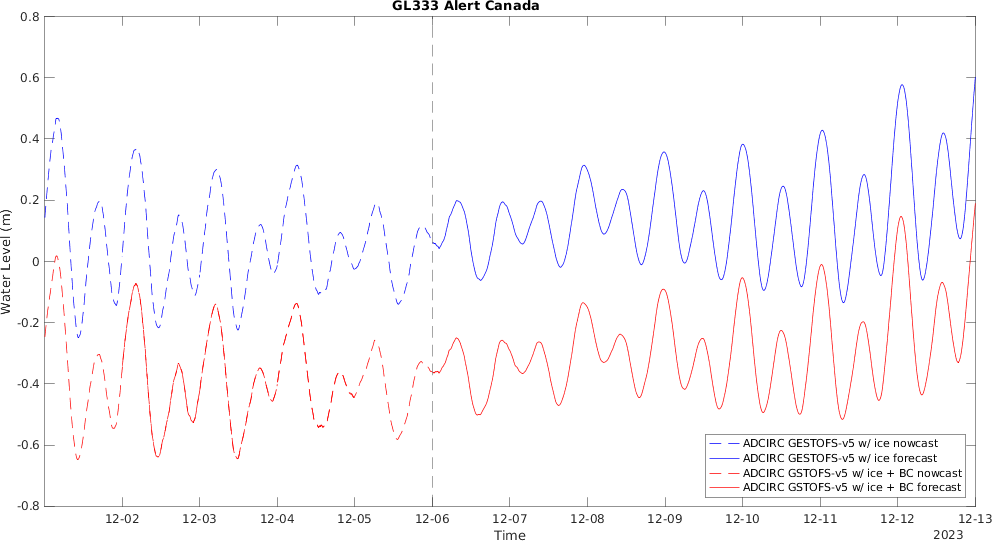 GL333 Alert Canada
0.8
0.6
0.4
0.2
0
-0.2
-0.4
-0.6
-0.8
Water Level (m)
ADCIRC GESTOFS-v5 w/ ice nowcast
ADCIRC GESTOFS-v5 w/ ice forecast
ADCIRC GSTOFS-v5 w/ ice + BC nowcast
ADCIRC GSTOFS-v5 w/ ice + BC forecast
12-02 12-03 12-04 12-05 12-06 12-07 12-08 12-09 12-10 12-11 12-12 12-13
Time
2023